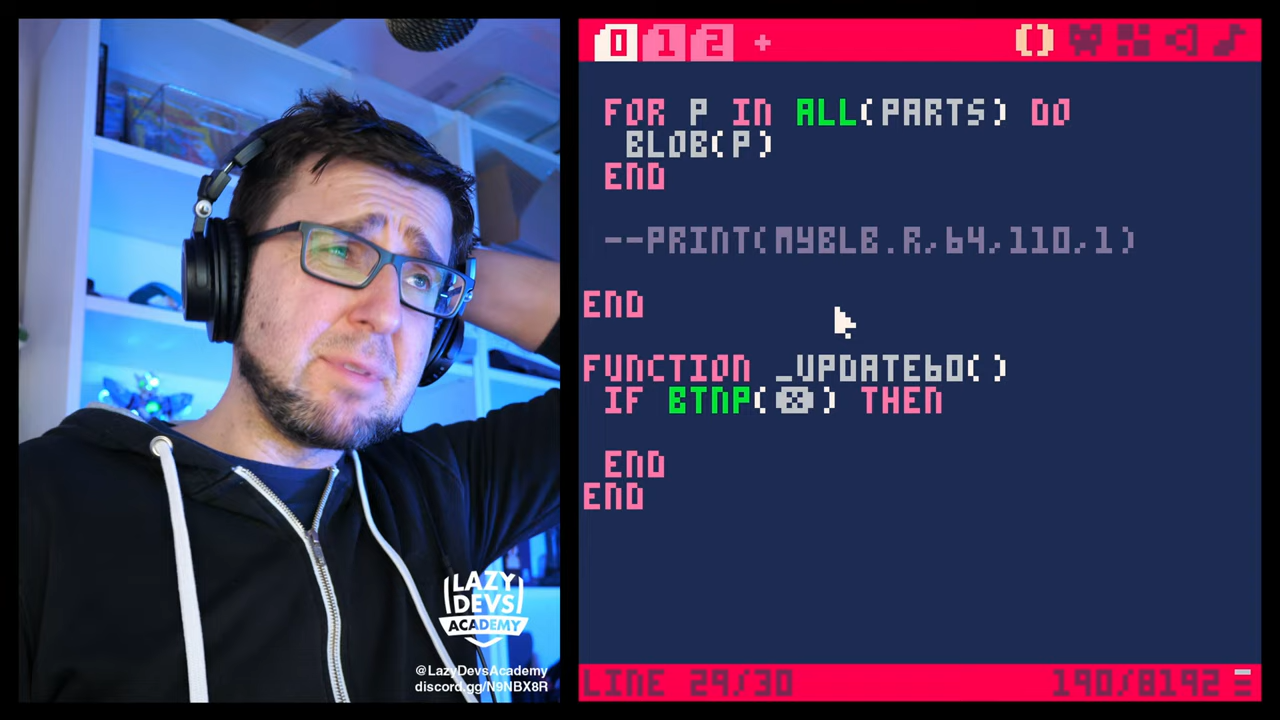 0 1 2 +
FOR P IN ALL(PARTS) DO
BLOB(P)
END
--PRINT(MYBLB.R,64,110,1)
END
FUNCTION _UPDATE60()
IF BTNP(❎) THEN
END
END
LINE 29/30 190/8192
LAZY
DEVS
ACADEMY
@LazyDevsAcademy
discord.gg/N9NBX8R